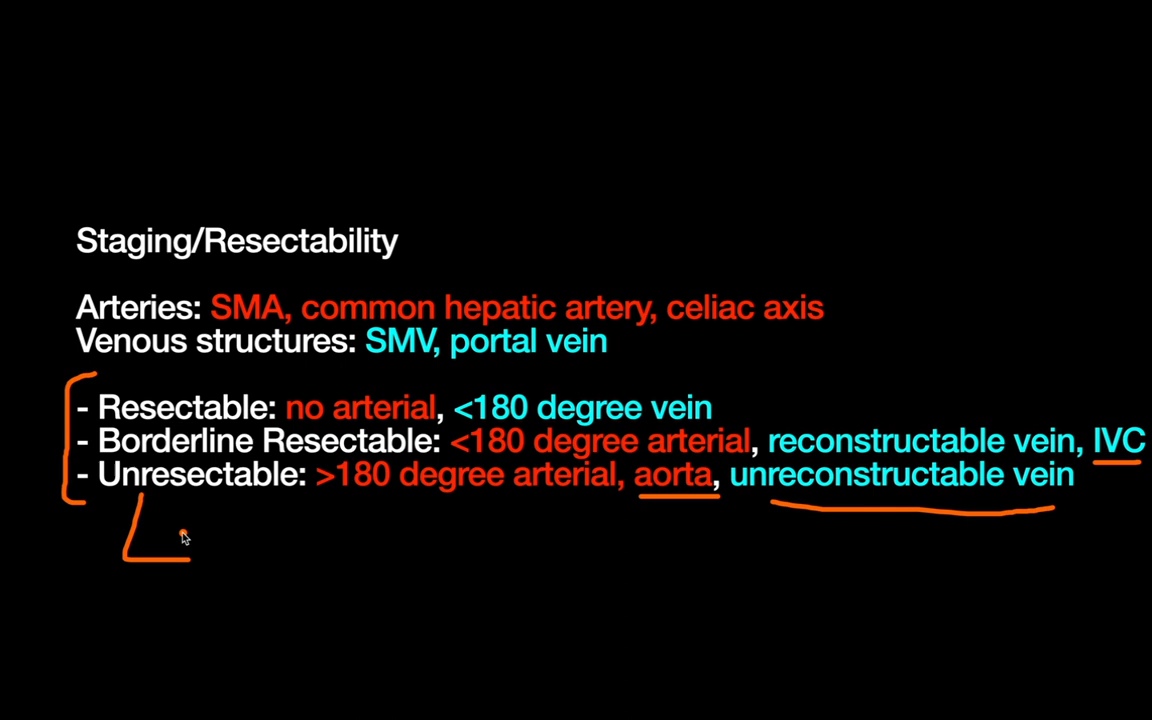 Staging/Resectability
Arteries: SMA, common hepatic artery, celiac axis
Venous structures: SMV, portal vein
- Resectable: no arterial, <180 degree vein
- Borderline Resectable: <180 degree arterial, reconstructable vein, IVC
- Unresectable: >180 degree arterial, aorta, unreconstructable vein